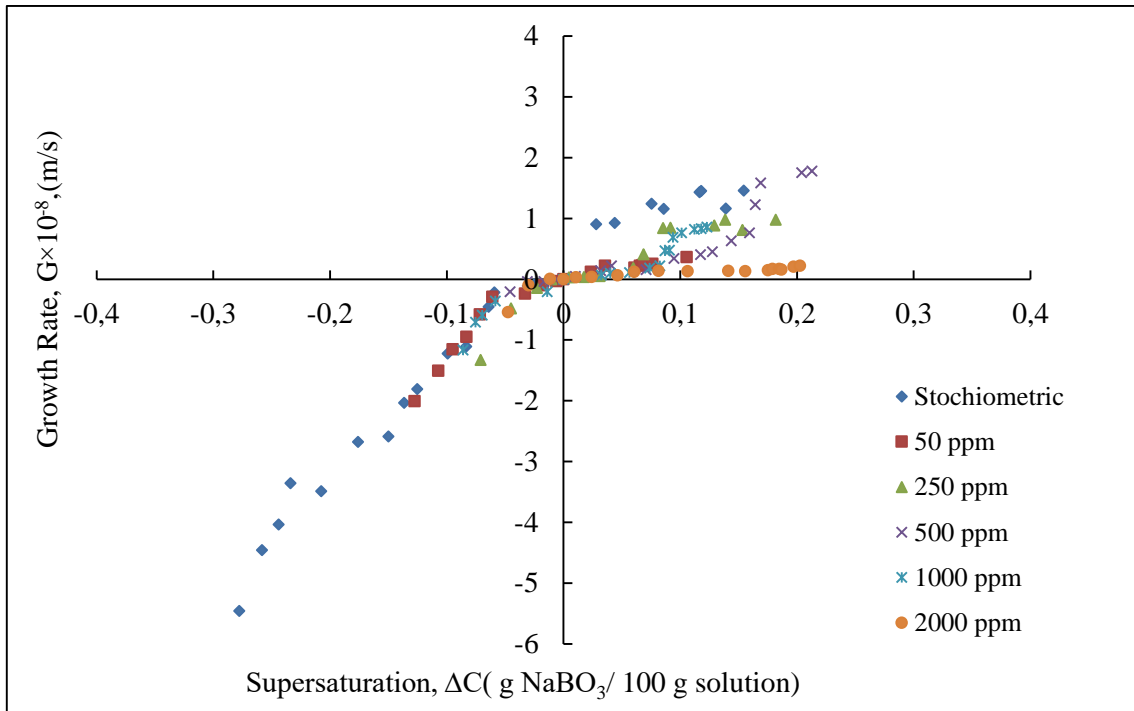 4
3
2
1
0
-1
-2
-3
-4
-5
-6
-0,4
-0,3
-0,2
-0,1
0
0,1
0,2
0,3
0,4
Growth Rate, G×10⁻⁸,(m/s)
Supersaturation, ΔC( g NaBO₃/ 100 g solution)
Stochiometric
50 ppm
250 ppm
500 ppm
1000 ppm
2000 ppm